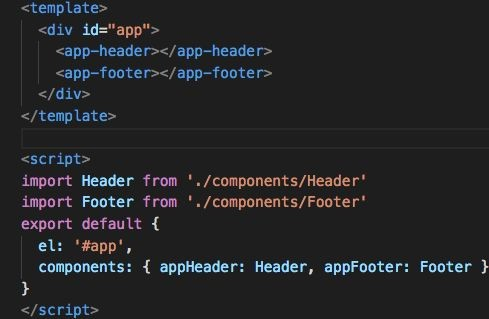 <template>
  <div id="app">
    <app-header></app-header>
    <app-footer></app-footer>
  </div>
</template>
<script>
import Header from './components/Header'
import Footer from './components/Footer'
export default {
  el: '#app',
  components: { appHeader: Header, appFooter: Footer }
}
</script>